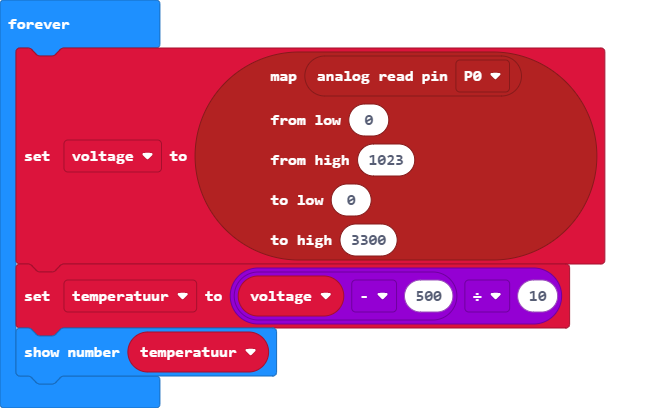 forever
map analog read pin P0
from low 0
from high 1023
set voltage to
to low 0
to high 3300
set temperatuur to voltage - 500 ÷ 10
show number temperatuur